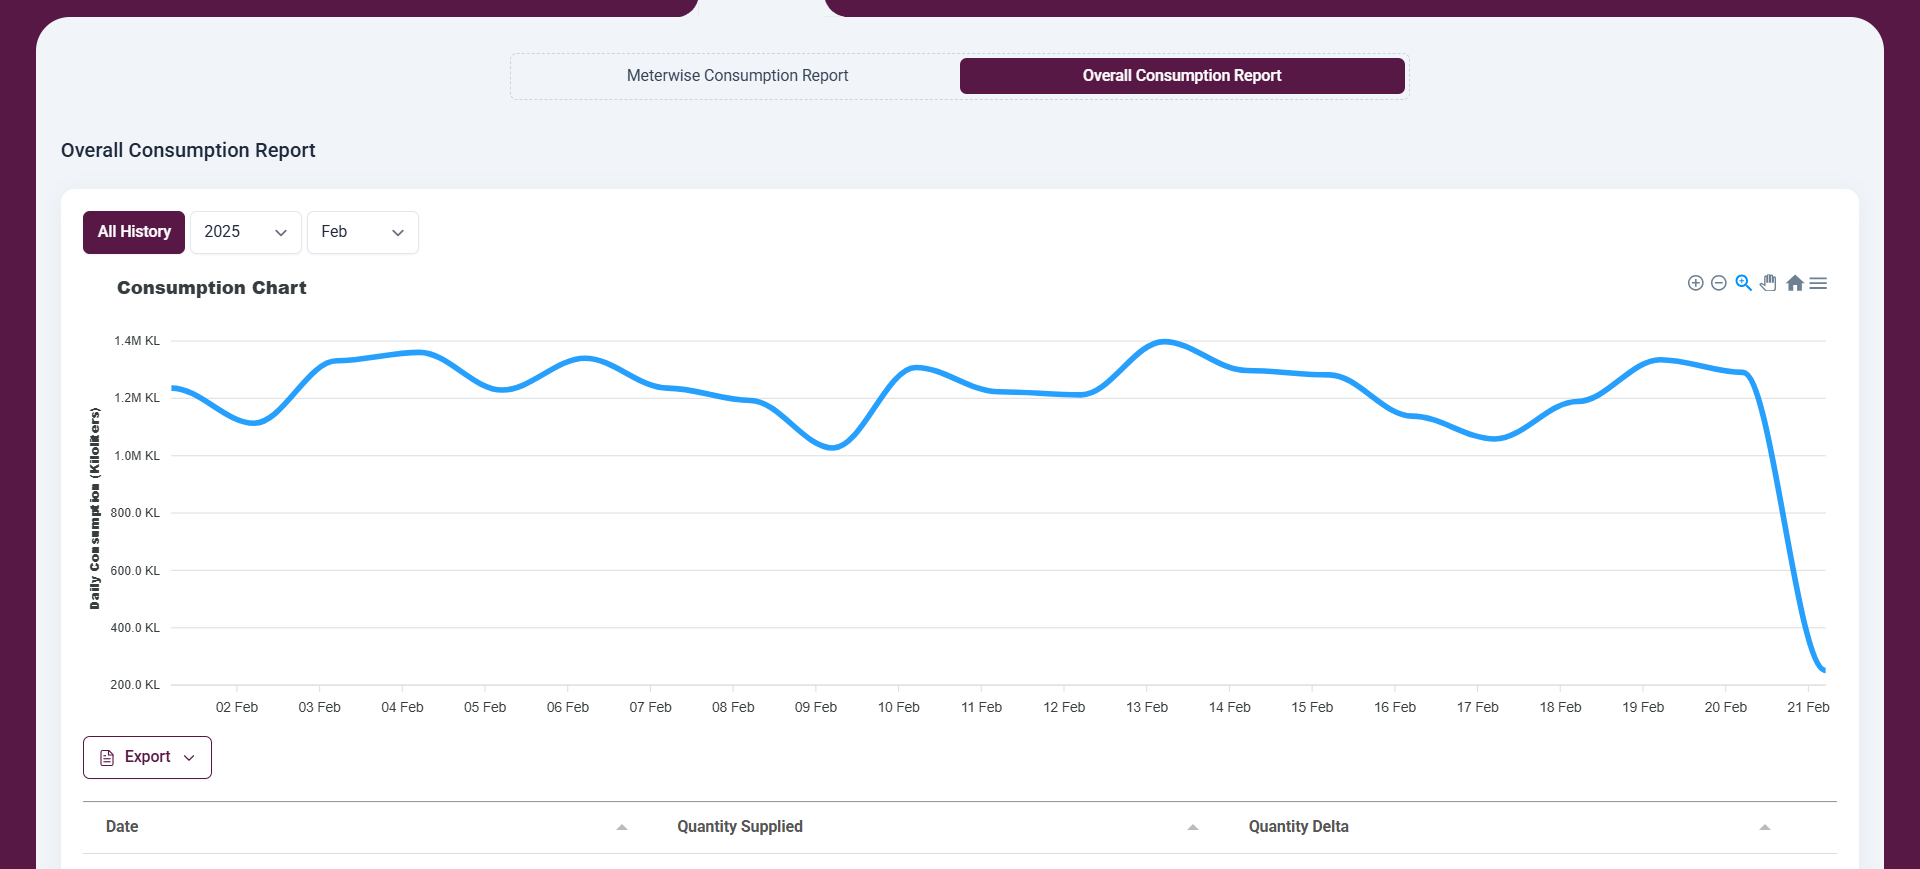 Meterwise Consumption Report
Overall Consumption Report
Overall Consumption Report
All History
2025
Feb
Consumption Chart
1.4M KL
1.2M KL
1.0M KL
800.0 KL
600.0 KL
400.0 KL
200.0 KL
Daily Consumption (Kiloliters)
02 Feb
03 Feb
04 Feb
05 Feb
06 Feb
07 Feb
08 Feb
09 Feb
10 Feb
11 Feb
12 Feb
13 Feb
14 Feb
15 Feb
16 Feb
17 Feb
18 Feb
19 Feb
20 Feb
21 Feb
Export
Date
Quantity Supplied
Quantity Delta